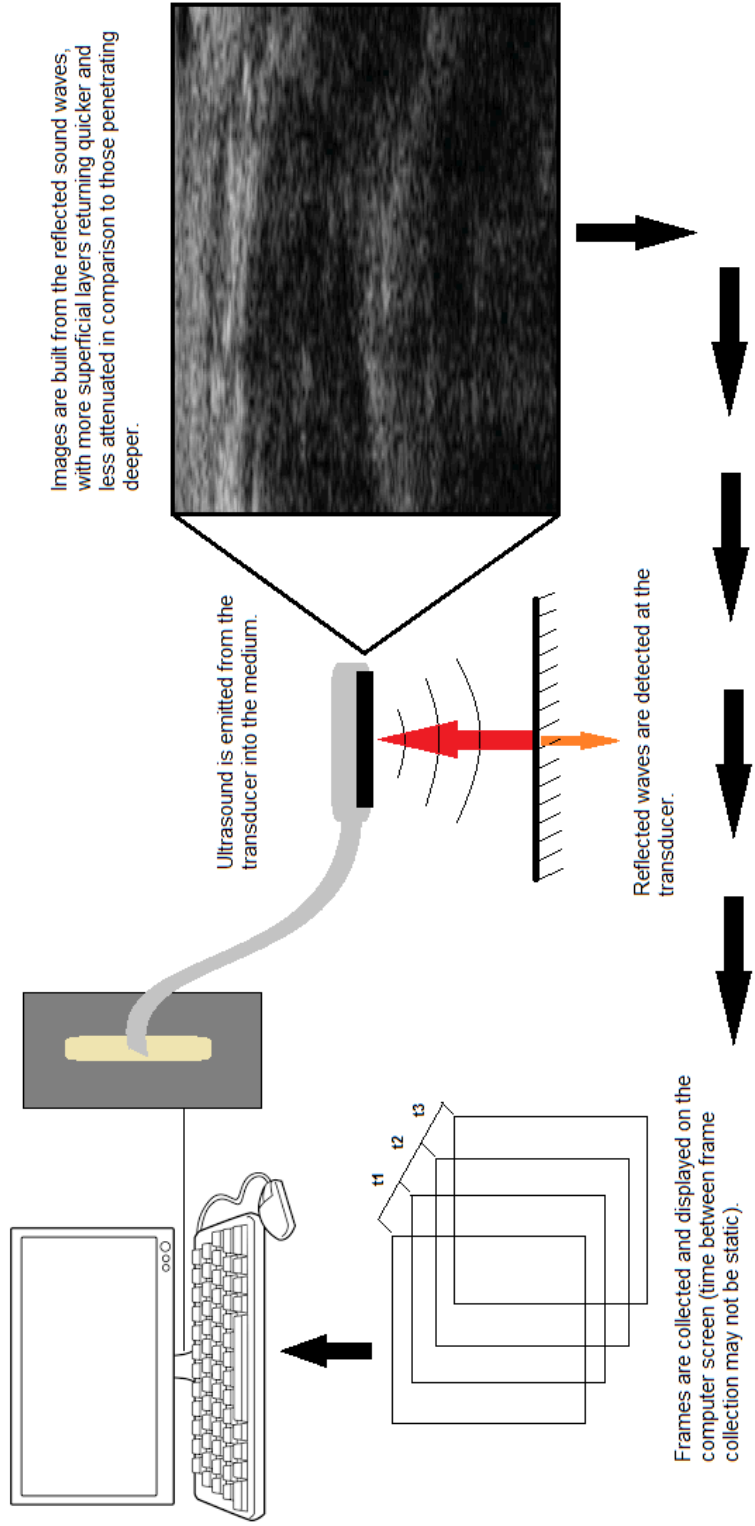 Images are built from the reflected sound waves,
with more superficial layers returning quicker and
less attenuated in comparison to those penetrating
deeper.
Ultrasound is emitted from the
transducer into the medium.
Reflected waves are detected at the
transducer.
t1
t2
t3
Frames are collected and displayed on the
computer screen (time between frame
collection may not be static).